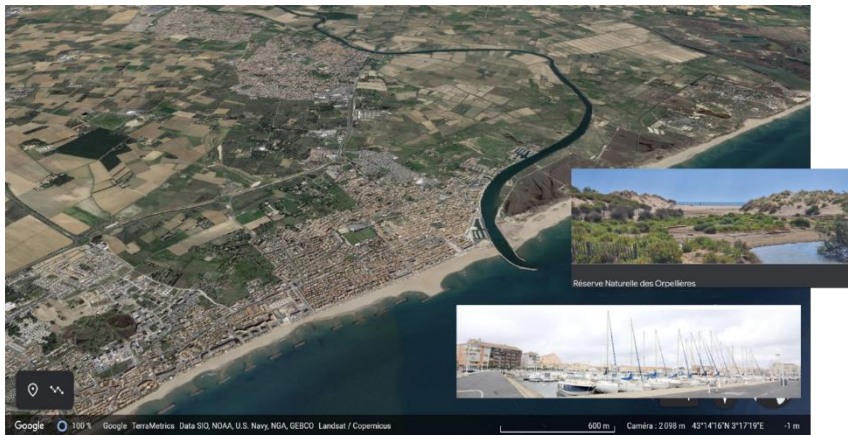 Réserve Naturelle des Orpellières
Google 100 % Google TerraMetrics Data SIO, NOAA, U.S. Navy, NGA, GEBCO Landsat / Copernicus 600 m Caméra : 2 098 m 43°14'16"N 3°17'19"E -1 m